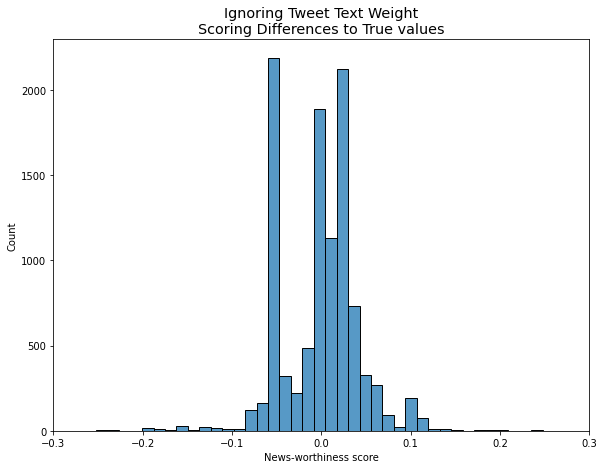 Ignoring Tweet Text Weight
Scoring Differences to True values
2000
1500
1000
500
0
Count
−0.3 −0.2 −0.1 0.0 0.1 0.2 0.3
News-worthiness score